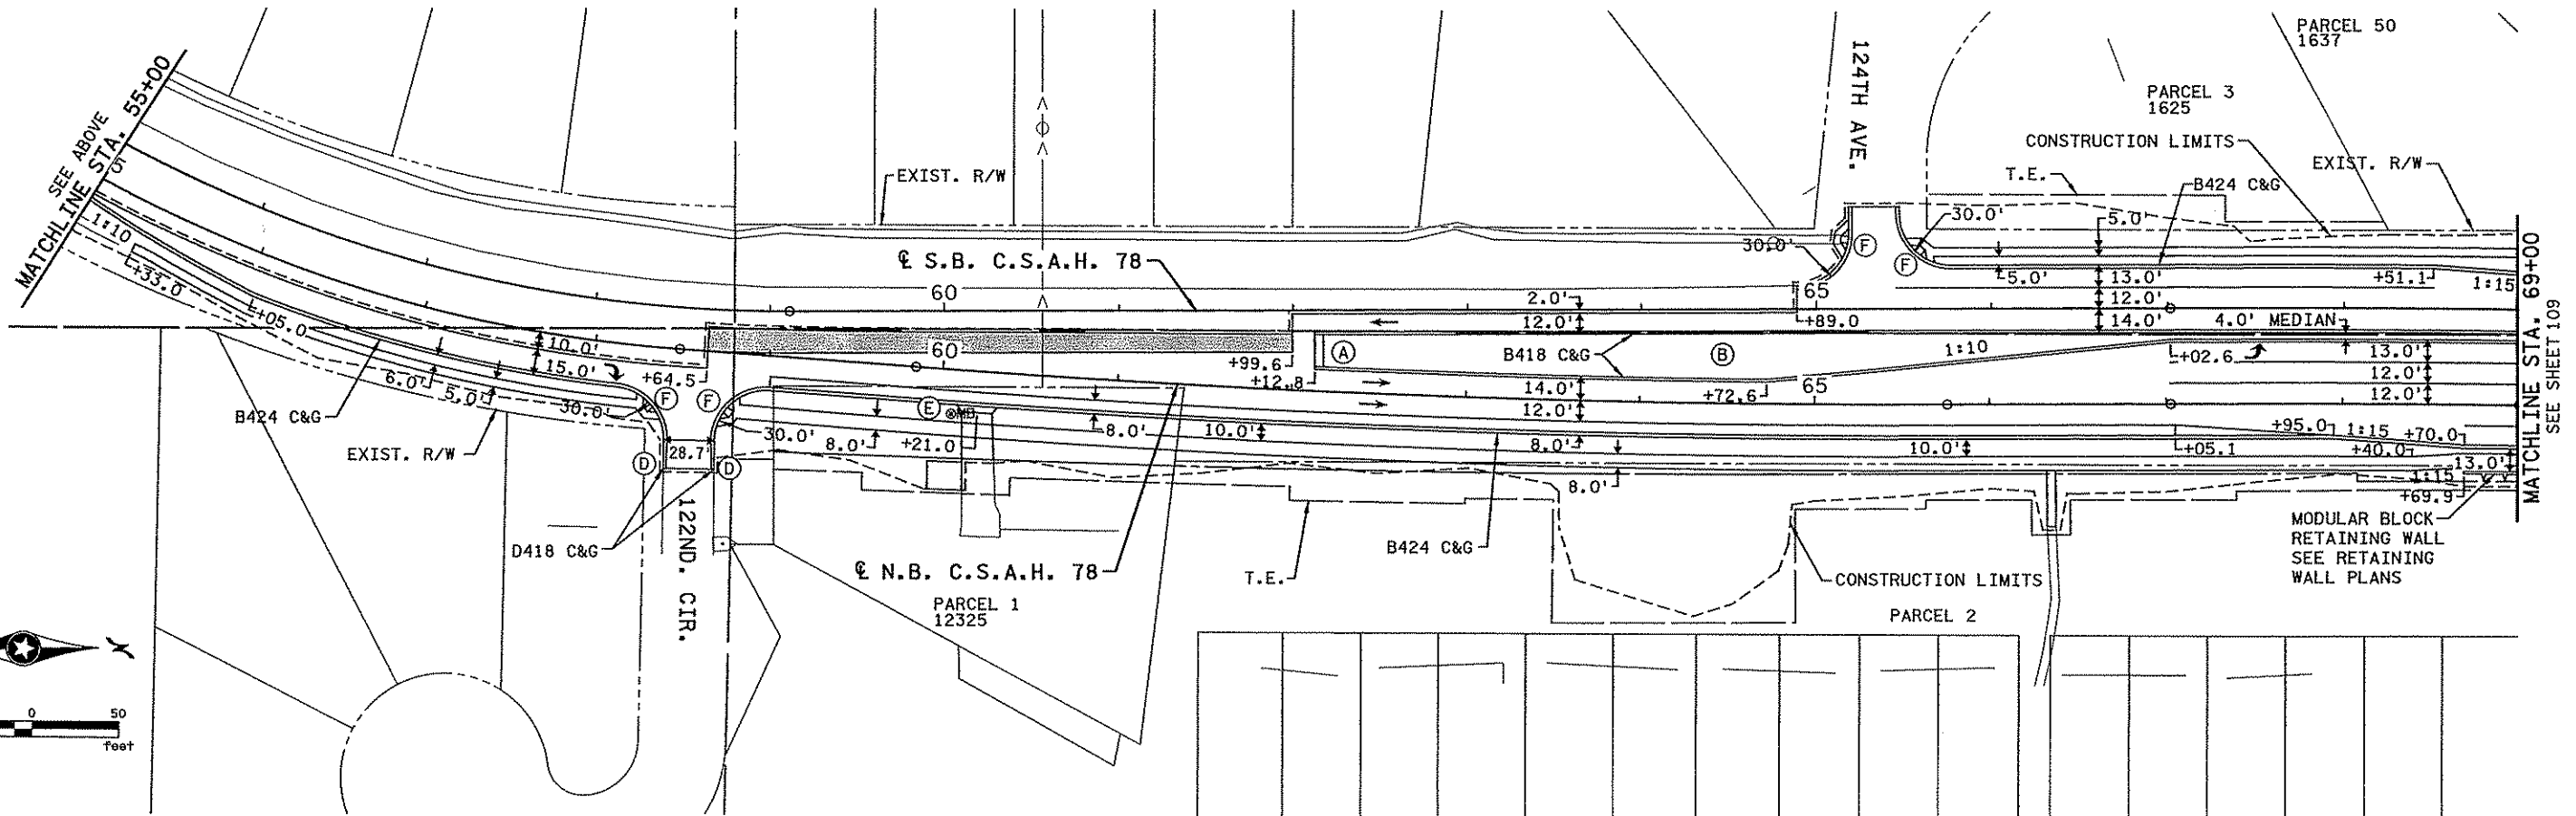 PARCEL 50
1637
124TH AVE.
PARCEL 3
1625
SEE ABOVE
MATCHLINE STA. 55+00
5
CONSTRUCTION LIMITS
EXIST. R/W
EXIST. R/W
T.E.
B424 C&G
1:10
30.0'
5.0'
30.0'
F
F
℄ S.B. C.S.A.H. 78
+33.0
5.0'
13.0'
+51.1
1:15
60
65
2.0'
12.0'
+05.0
12.0'
+89.0
14.0'
4.0' MEDIAN
10.0'
60
A
B418 C&G
B
1:10
+02.6
13.0'
15.0'
+64.5
+99.6
+12.8
14.0'
+72.6
65
12.0'
6.0'
5.0'
30.0'
F
F
E
MB
12.0'
12.0'
B424 C&G
30.0'
8.0'
+21.0
8.0'
10.0'
8.0'
+95.0
1:15
+70.0
EXIST. R/W
D
28.7'
D
10.0'
+05.1
+40.0
13.0'
8.0'
1:15
+69.9
MATCHLINE STA. 69+00
SEE SHEET 109
D418 C&G
122ND. CIR.
B424 C&G
MODULAR BLOCK
RETAINING WALL
SEE RETAINING
WALL PLANS
℄ N.B. C.S.A.H. 78
T.E.
CONSTRUCTION LIMITS
PARCEL 1
12325
PARCEL 2
0
50
feet